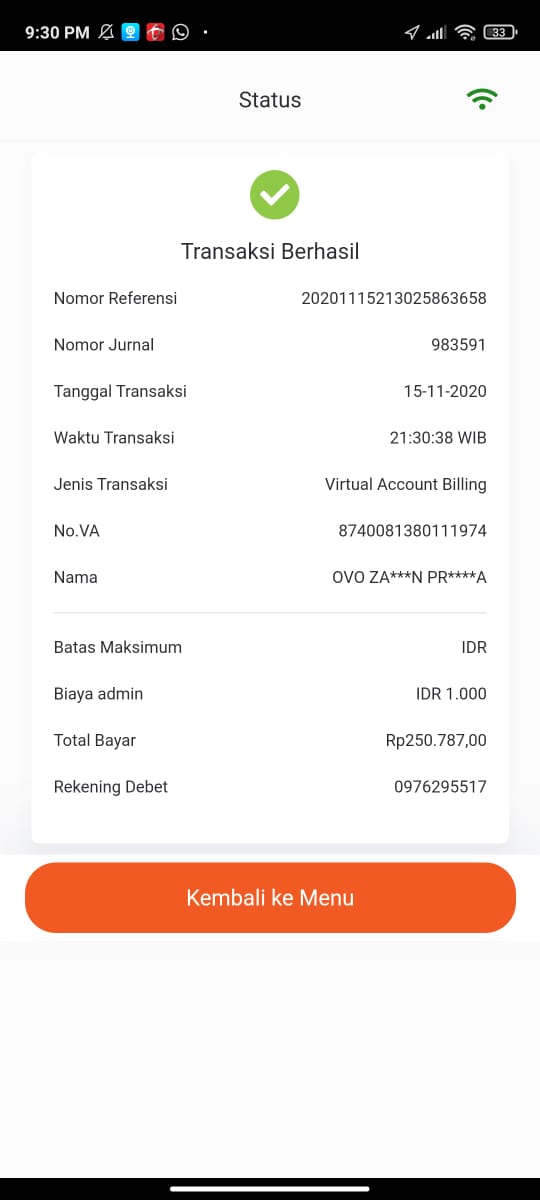 9:30 PM
33
Status
Transaksi Berhasil
Nomor Referensi 20201115213025863658
Nomor Jurnal 983591
Tanggal Transaksi 15-11-2020
Waktu Transaksi 21:30:38 WIB
Jenis Transaksi Virtual Account Billing
No.VA 8740081380111974
Nama OVO ZA***N PR****A
Batas Maksimum IDR
Biaya admin IDR 1.000
Total Bayar Rp250.787,00
Rekening Debet 0976295517
Kembali ke Menu